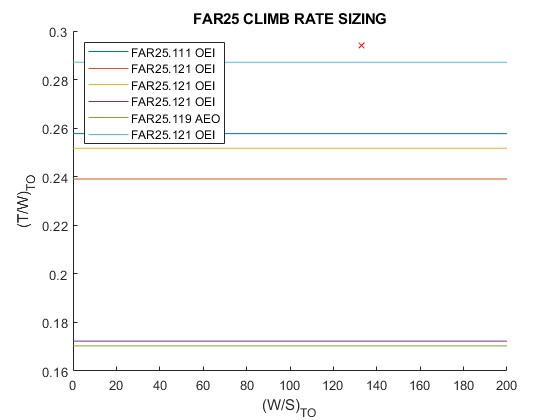 FAR25 CLIMB RATE SIZING
0.3
0.28
0.26
0.24
0.22
0.2
0.18
0.16
(T/W)TO
FAR25.111 OEI
FAR25.121 OEI
FAR25.121 OEI
FAR25.121 OEI
FAR25.119 AEO
FAR25.121 OEI
0 20 40 60 80 100 120 140 160 180 200
(W/S)TO